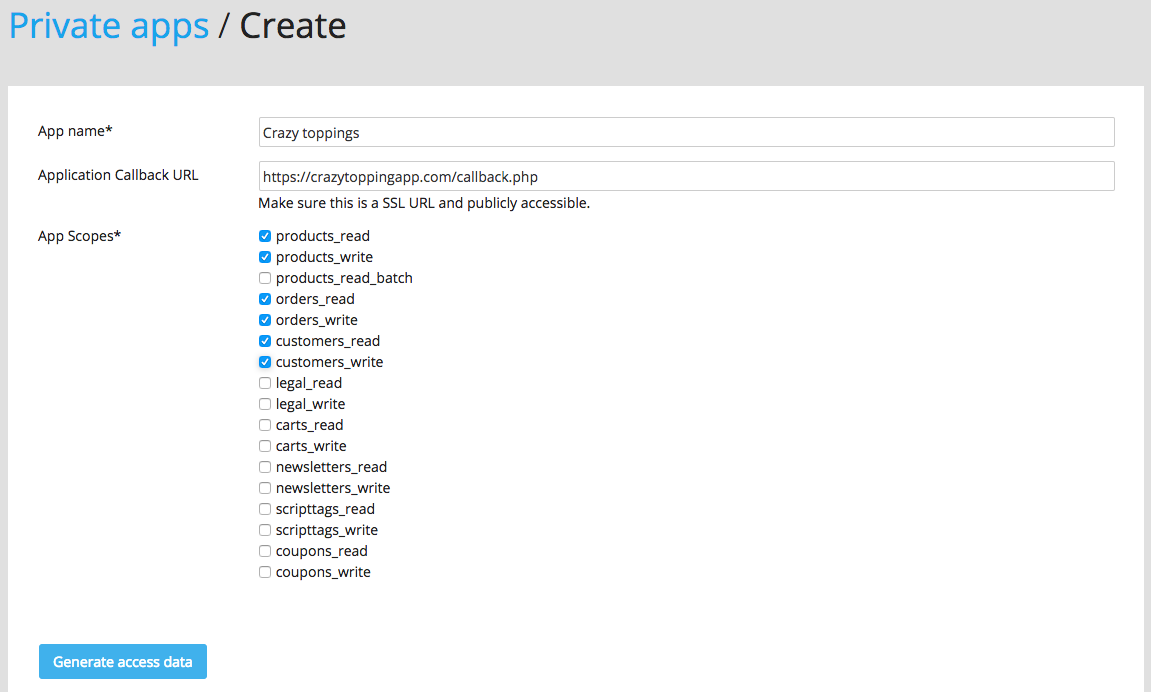 Private apps / Create
App name*
Crazy toppings
Application Callback URL
https://crazytoppingapp.com/callback.php
Make sure this is a SSL URL and publicly accessible.
App Scopes*
products_read
products_write
products_read_batch
orders_read
orders_write
customers_read
customers_write
legal_read
legal_write
carts_read
carts_write
newsletters_read
newsletters_write
scripttags_read
scripttags_write
coupons_read
coupons_write
Generate access data